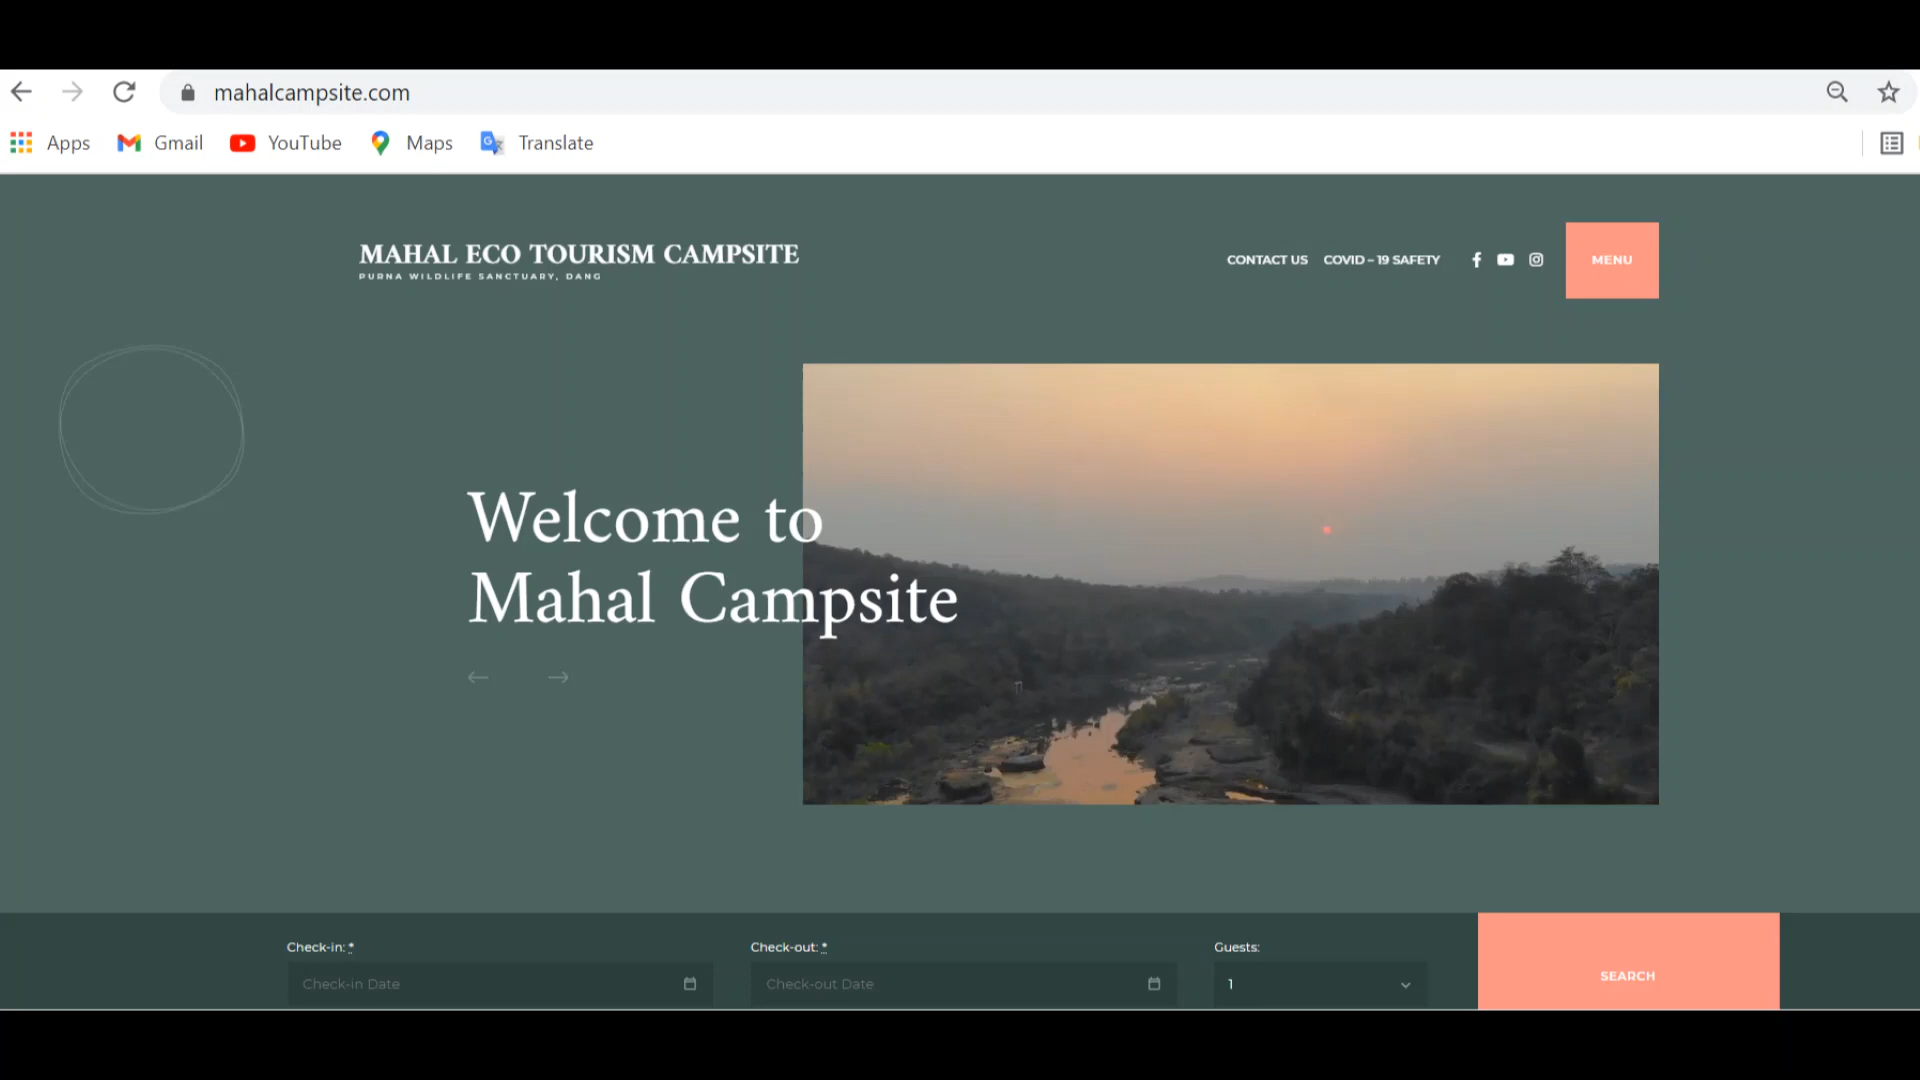 mahalcampsite.com
Apps Gmail YouTube Maps Translate
MAHAL ECO TOURISM CAMPSITE
PURNA WILDLIFE SANCTUARY, DANG
CONTACT US COVID – 19 SAFETY MENU
Welcome to
Mahal Campsite
Check-in: * Check-out: * Guests:
Check-in Date Check-out Date 1 SEARCH